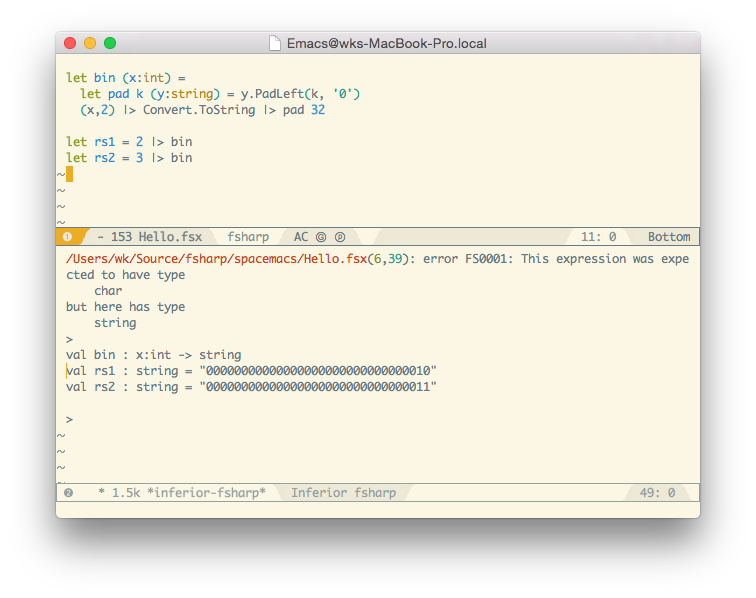 Emacs@wks-MacBook-Pro.local
let bin (x:int) =
  let pad k (y:string) = y.PadLeft(k, '0')
  (x,2) |> Convert.ToString |> pad 32
let rs1 = 2 |> bin
let rs2 = 3 |> bin
~
~
~
~
❶ - 153 Hello.fsx fsharp AC Ⓖ ⓟ 11: 0 Bottom
/Users/wk/Source/fsharp/spacemacs/Hello.fsx(6,39): error FS0001: This expression was expe
cted to have type
    char
but here has type
    string
>
val bin : x:int -> string
val rs1 : string = "00000000000000000000000000000010"
val rs2 : string = "00000000000000000000000000000011"
>
~
~
~
~
❷ * 1.5k *inferior-fsharp* Inferior fsharp 49: 0